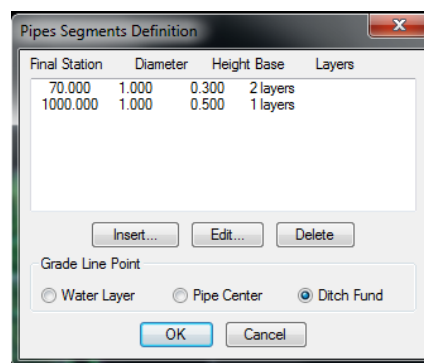 Pipes Segments Definition
Final Station Diameter Height Base Layers
70.000 1.000 0.300 2 layers
1000.000 1.000 0.500 1 layers
Insert... Edit... Delete
Grade Line Point
Water Layer Pipe Center Ditch Fund
OK Cancel